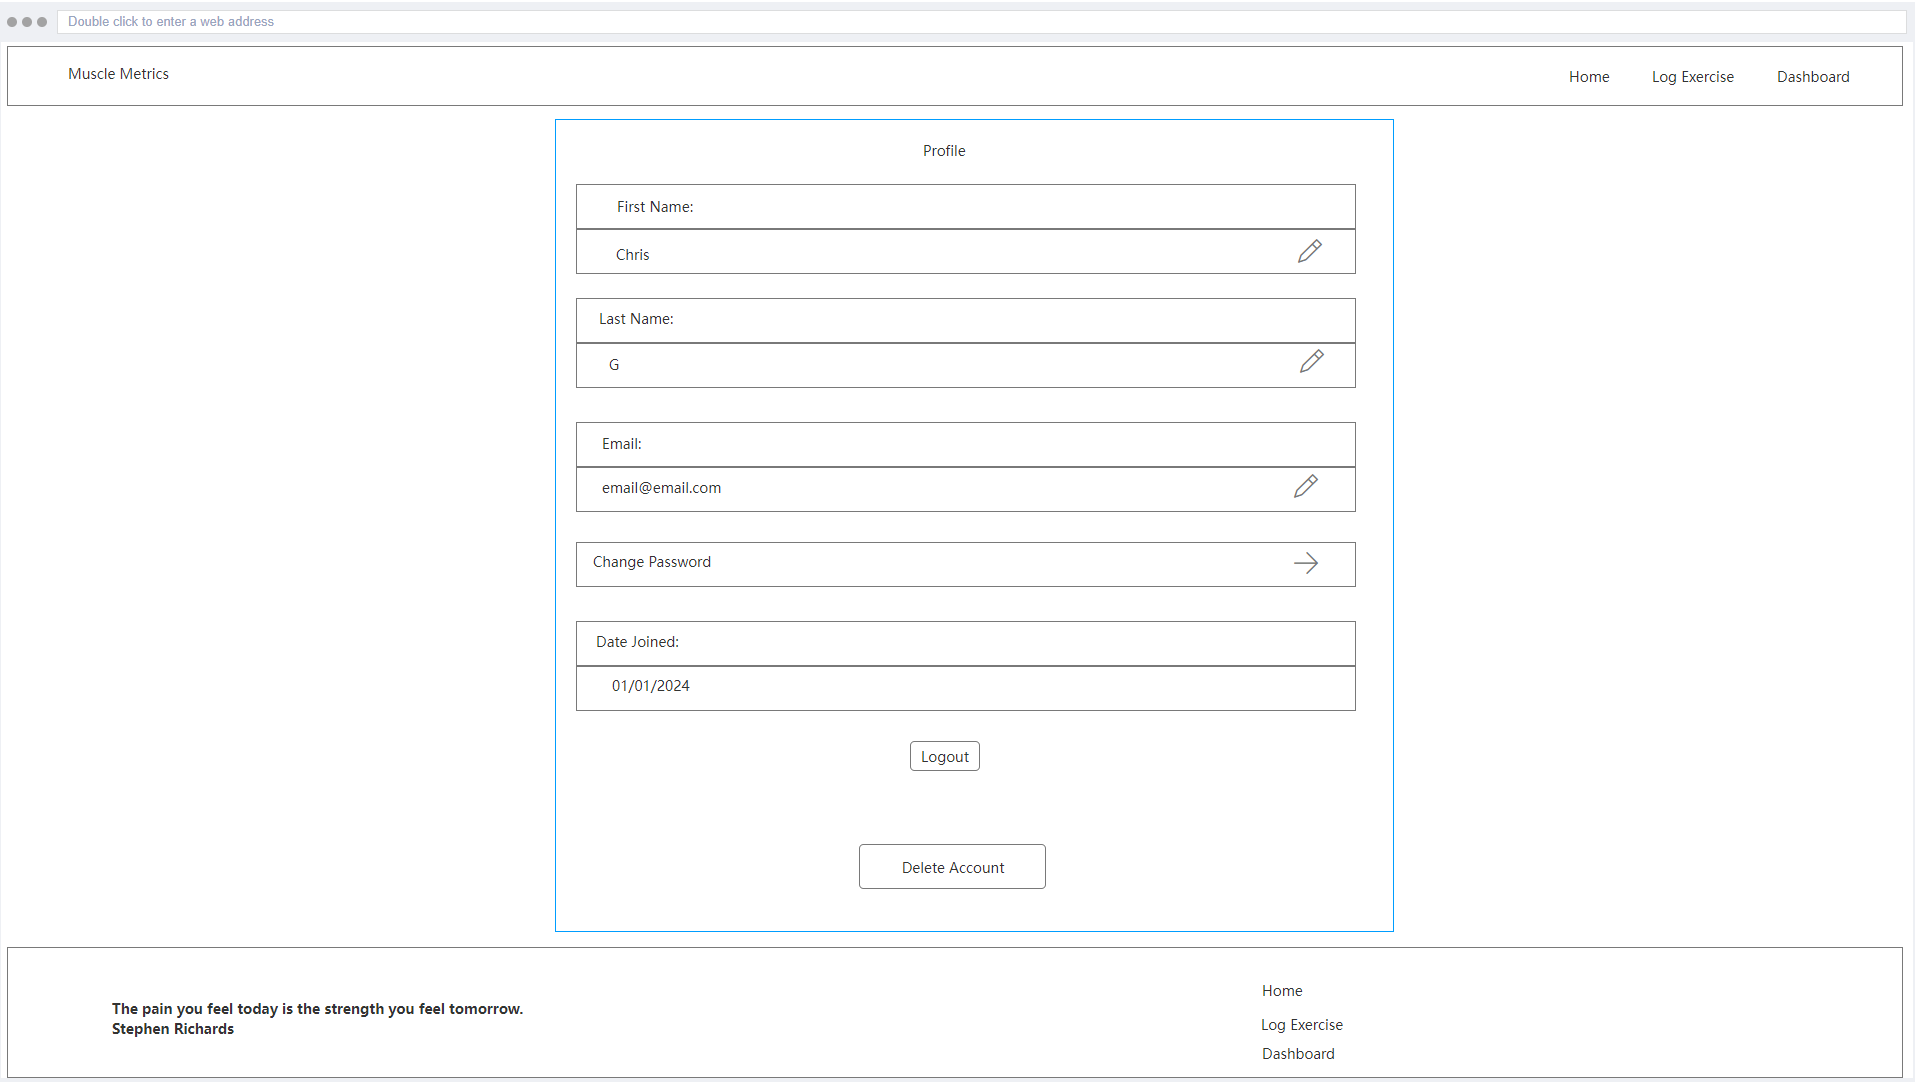 Double click to enter a web address
Muscle Metrics
Home
Log Exercise
Dashboard
Profile
First Name:
Chris
Last Name:
G
Email:
email@email.com
Change Password
Date Joined:
01/01/2024
Logout
Delete Account
The pain you feel today is the strength you feel tomorrow.
Stephen Richards
Home
Log Exercise
Dashboard